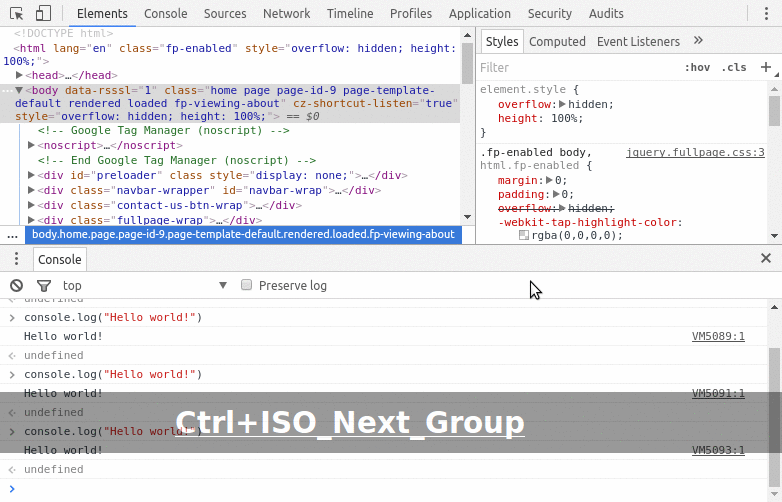 Elements Console Sources Network Timeline Profiles Application Security Audits
<!DOCTYPE html>
<html lang="en" class="fp-enabled" style="overflow: hidden; height:
100%;">
▶<head>…</head>
…▼<body data-rsssl="1" class="home page page-id-9 page-template-
default rendered loaded fp-viewing-about" cz-shortcut-listen="true"
style="overflow: hidden; height: 100%;"> == $0
<!-- Google Tag Manager (noscript) -->
▶<noscript>…</noscript>
<!-- End Google Tag Manager (noscript) -->
▶<div id="preloader" class style="display: none;">…</div>
▶<div class="navbar-wrapper" id="navbar-wrap">…</div>
▶<div class="contact-us-btn-wrap">…</div>
▶<div class="fullpage-wrap">…</div>
… body.home.page.page-id-9.page-template-default.rendered.loaded.fp-viewing-about
Styles Computed Event Listeners »
Filter :hov .cls +
element.style {
overflow:▶hidden;
height: 100%;
}
.fp-enabled body, jquery.fullpage.css:3
html.fp-enabled {
margin:▶0;
padding:▶0;
overflow:▶hidden;
-webkit-tap-highlight-color:
rgba(0,0,0,0);
Console
top ▼ Preserve log
undefined
> console.log("Hello world!")
Hello world! VM5089:1
undefined
> console.log("Hello world!")
Hello world! VM5091:1
undefined
> console.log("Hello world!")
Hello world! VM5093:1
undefined
>
Ctrl+ISO_Next_Group